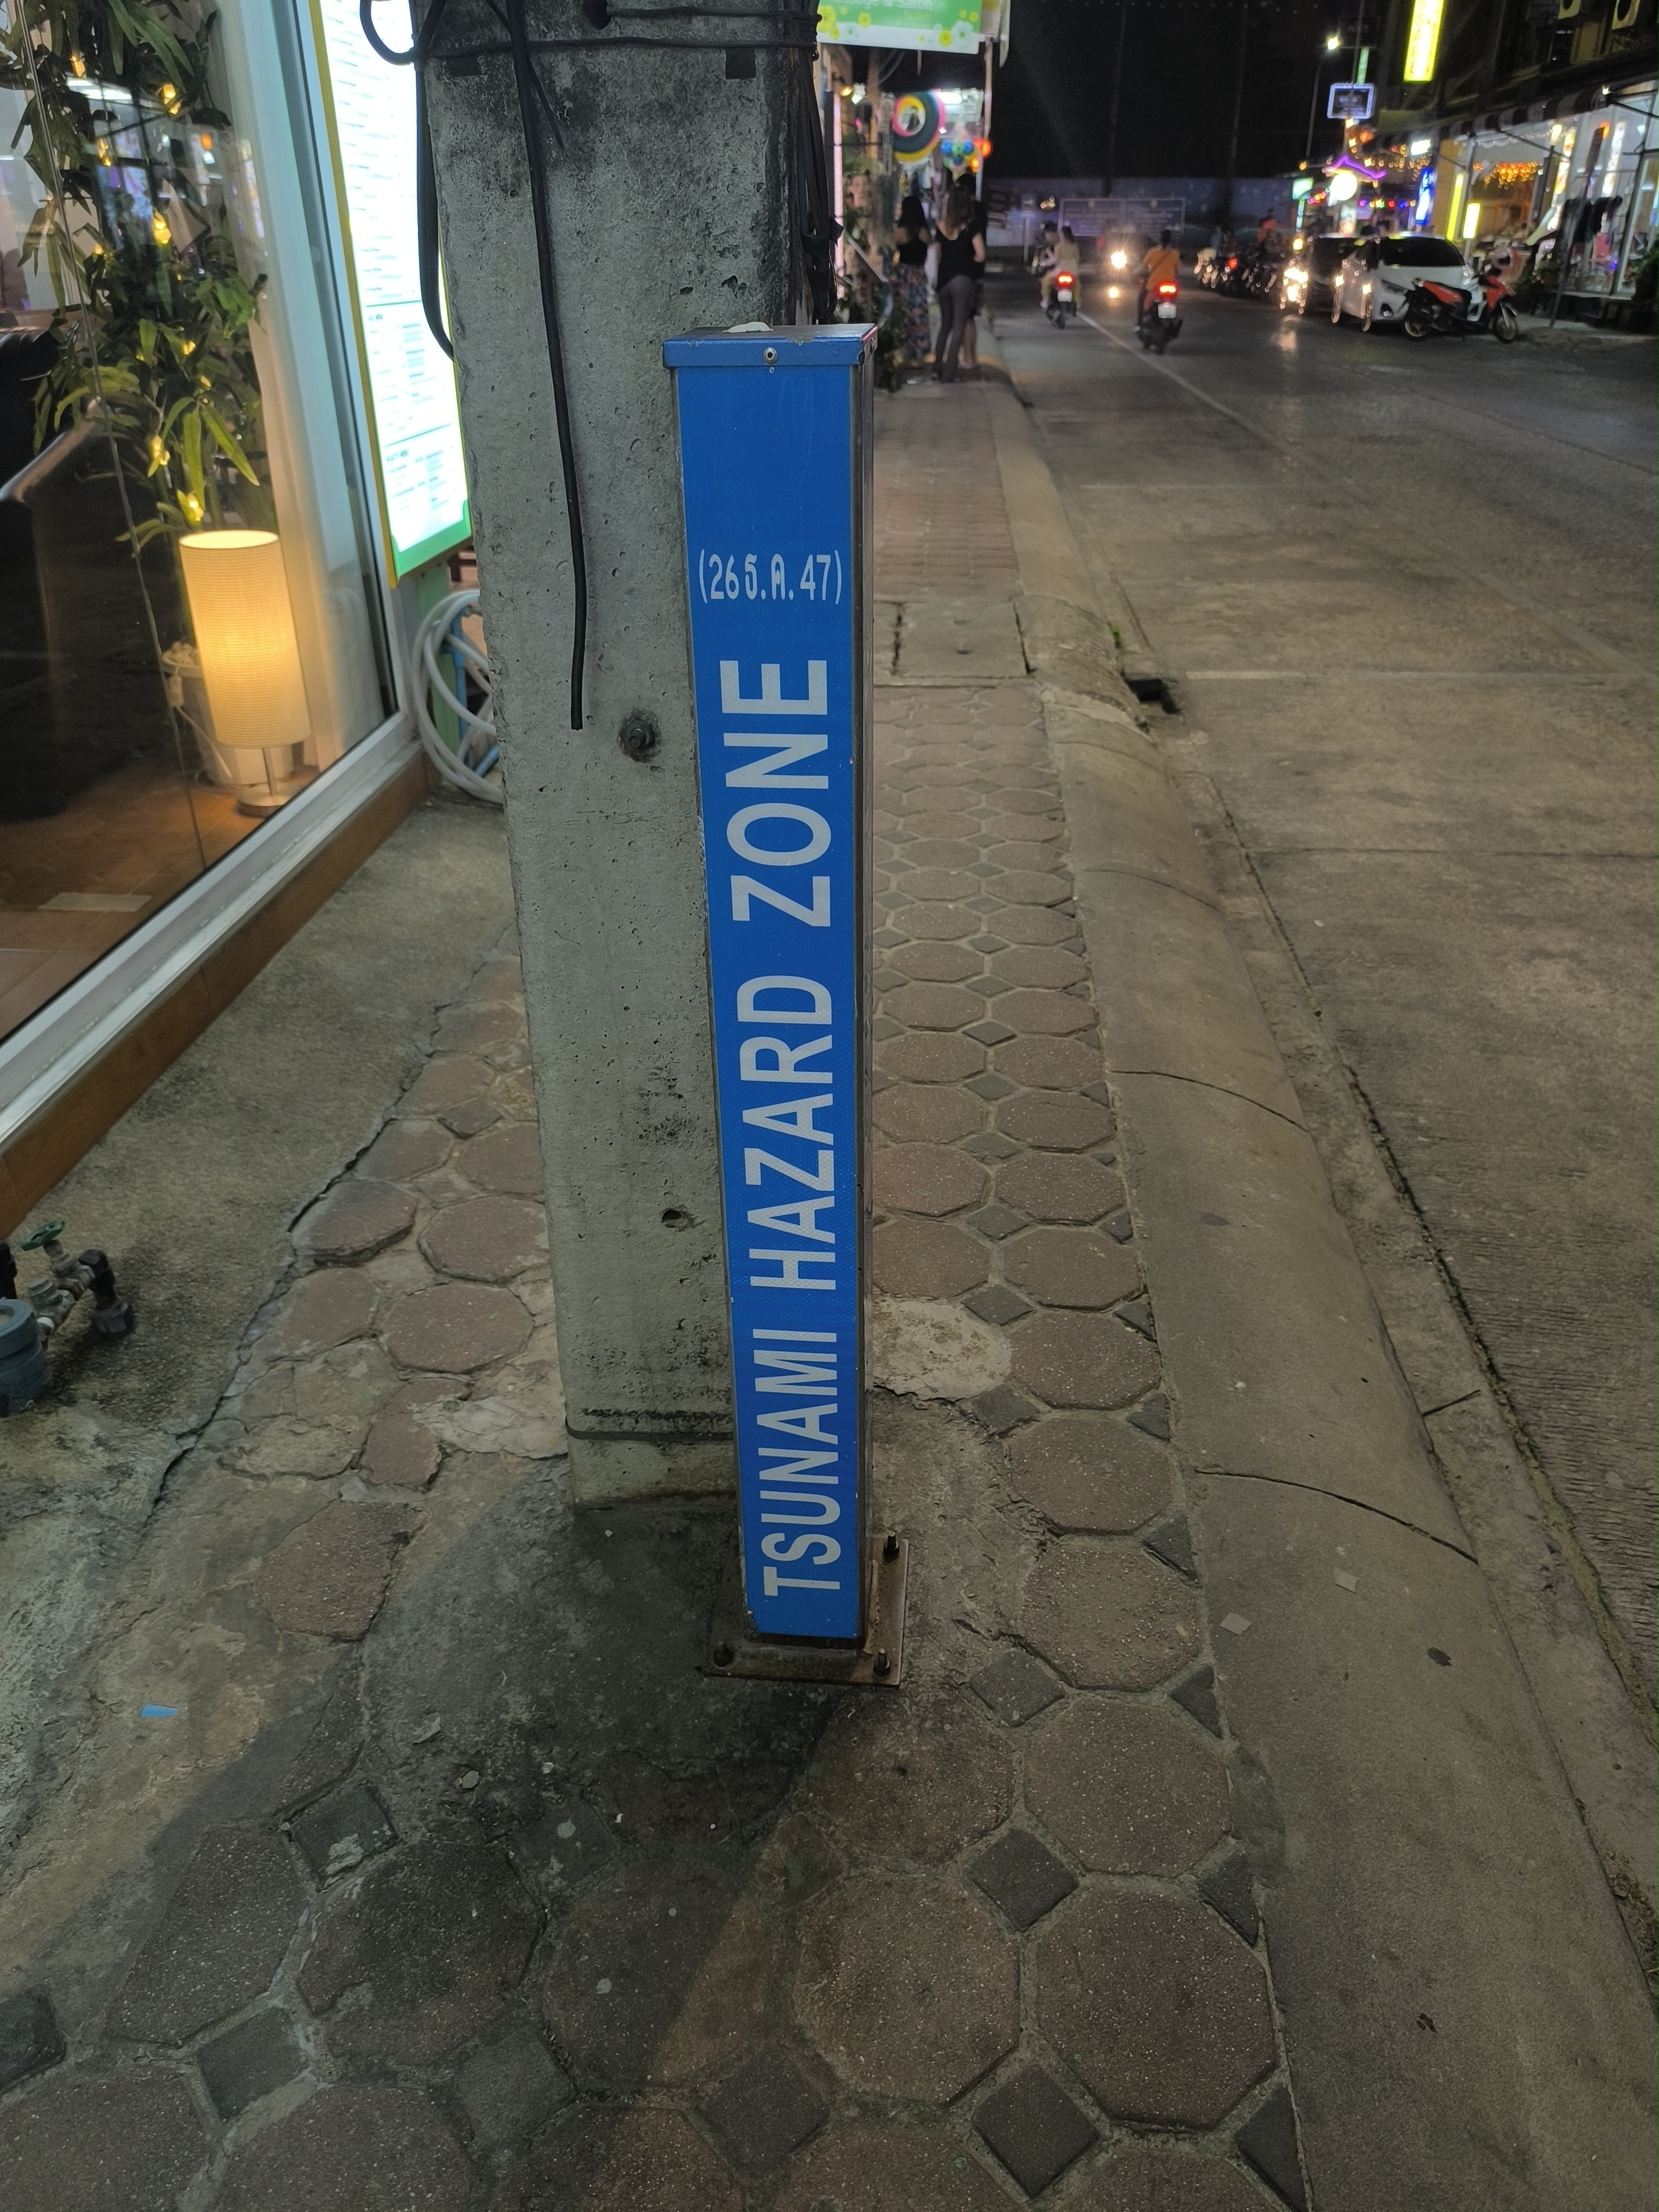 (26 ธ.ค. 47)
TSUNAMI HAZARD ZONE